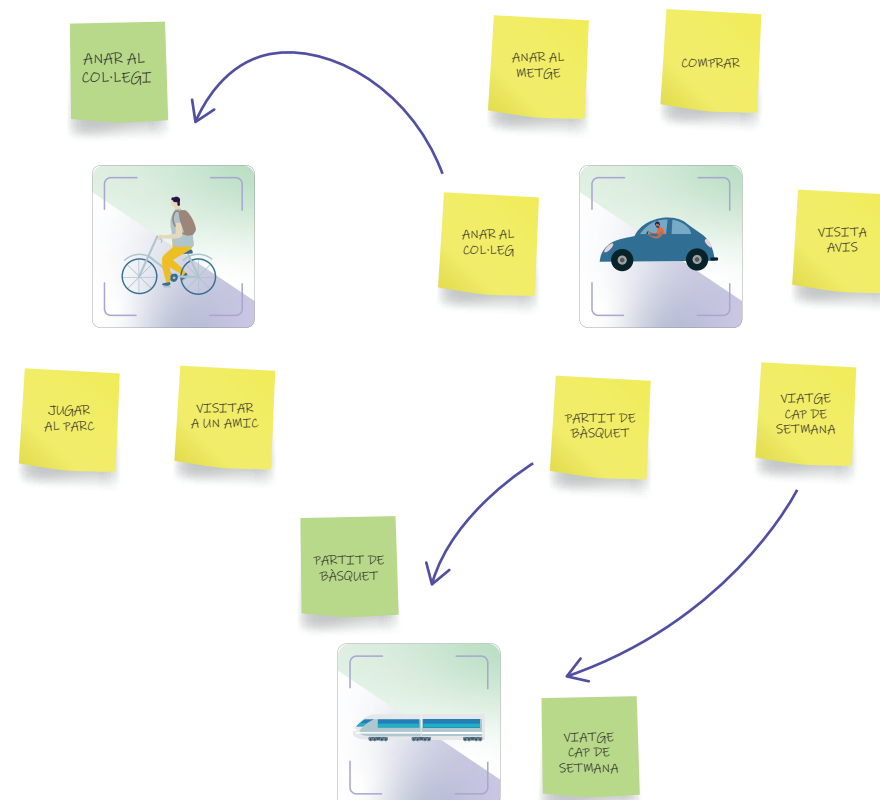 ANAR AL
COL·LEGI
ANAR AL
METGE
COMPRAR
ANAR AL
COL·LEG
VISITA
AVIS
JUGAR
AL PARC
VISITAR
A UN AMIC
PARTIT DE
BÀSQUET
VIATGE
CAP DE
SETMANA
PARTIT DE
BÀSQUET
VIATGE
CAP DE
SETMANA